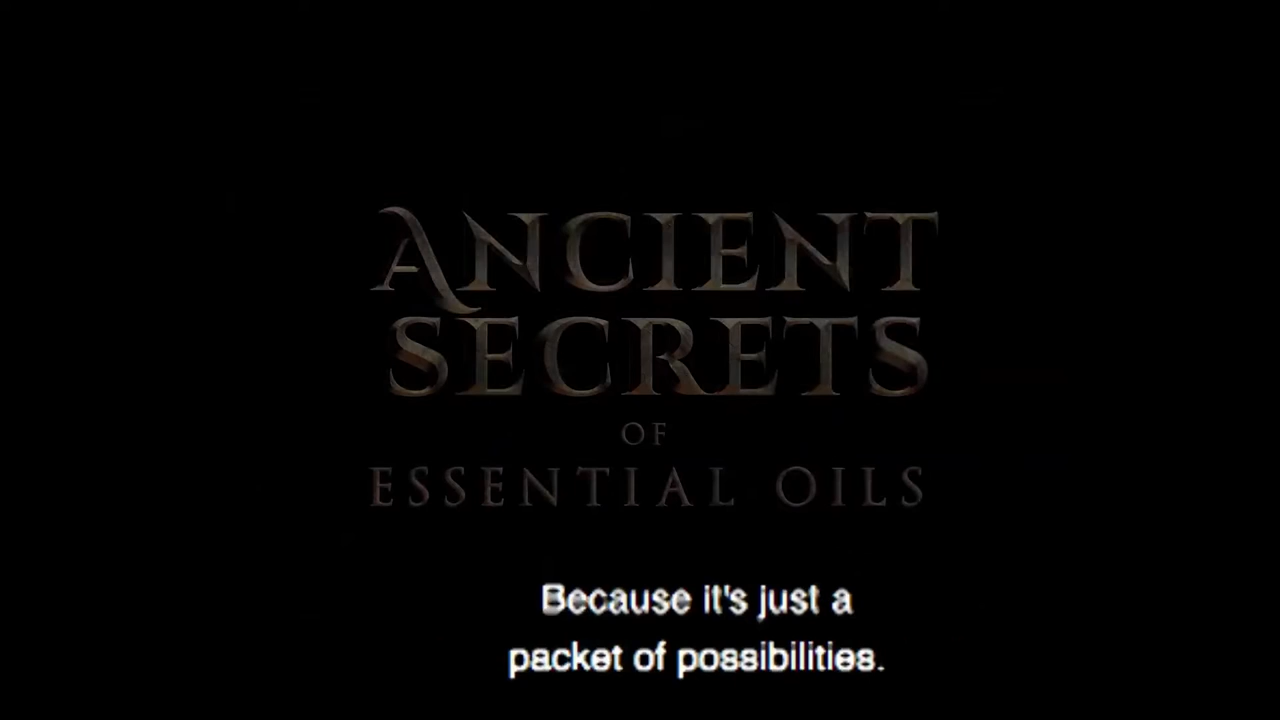 ANCIENT
SECRETS
OF
ESSENTIAL OILS
Because it's just a
packet of possibilities.